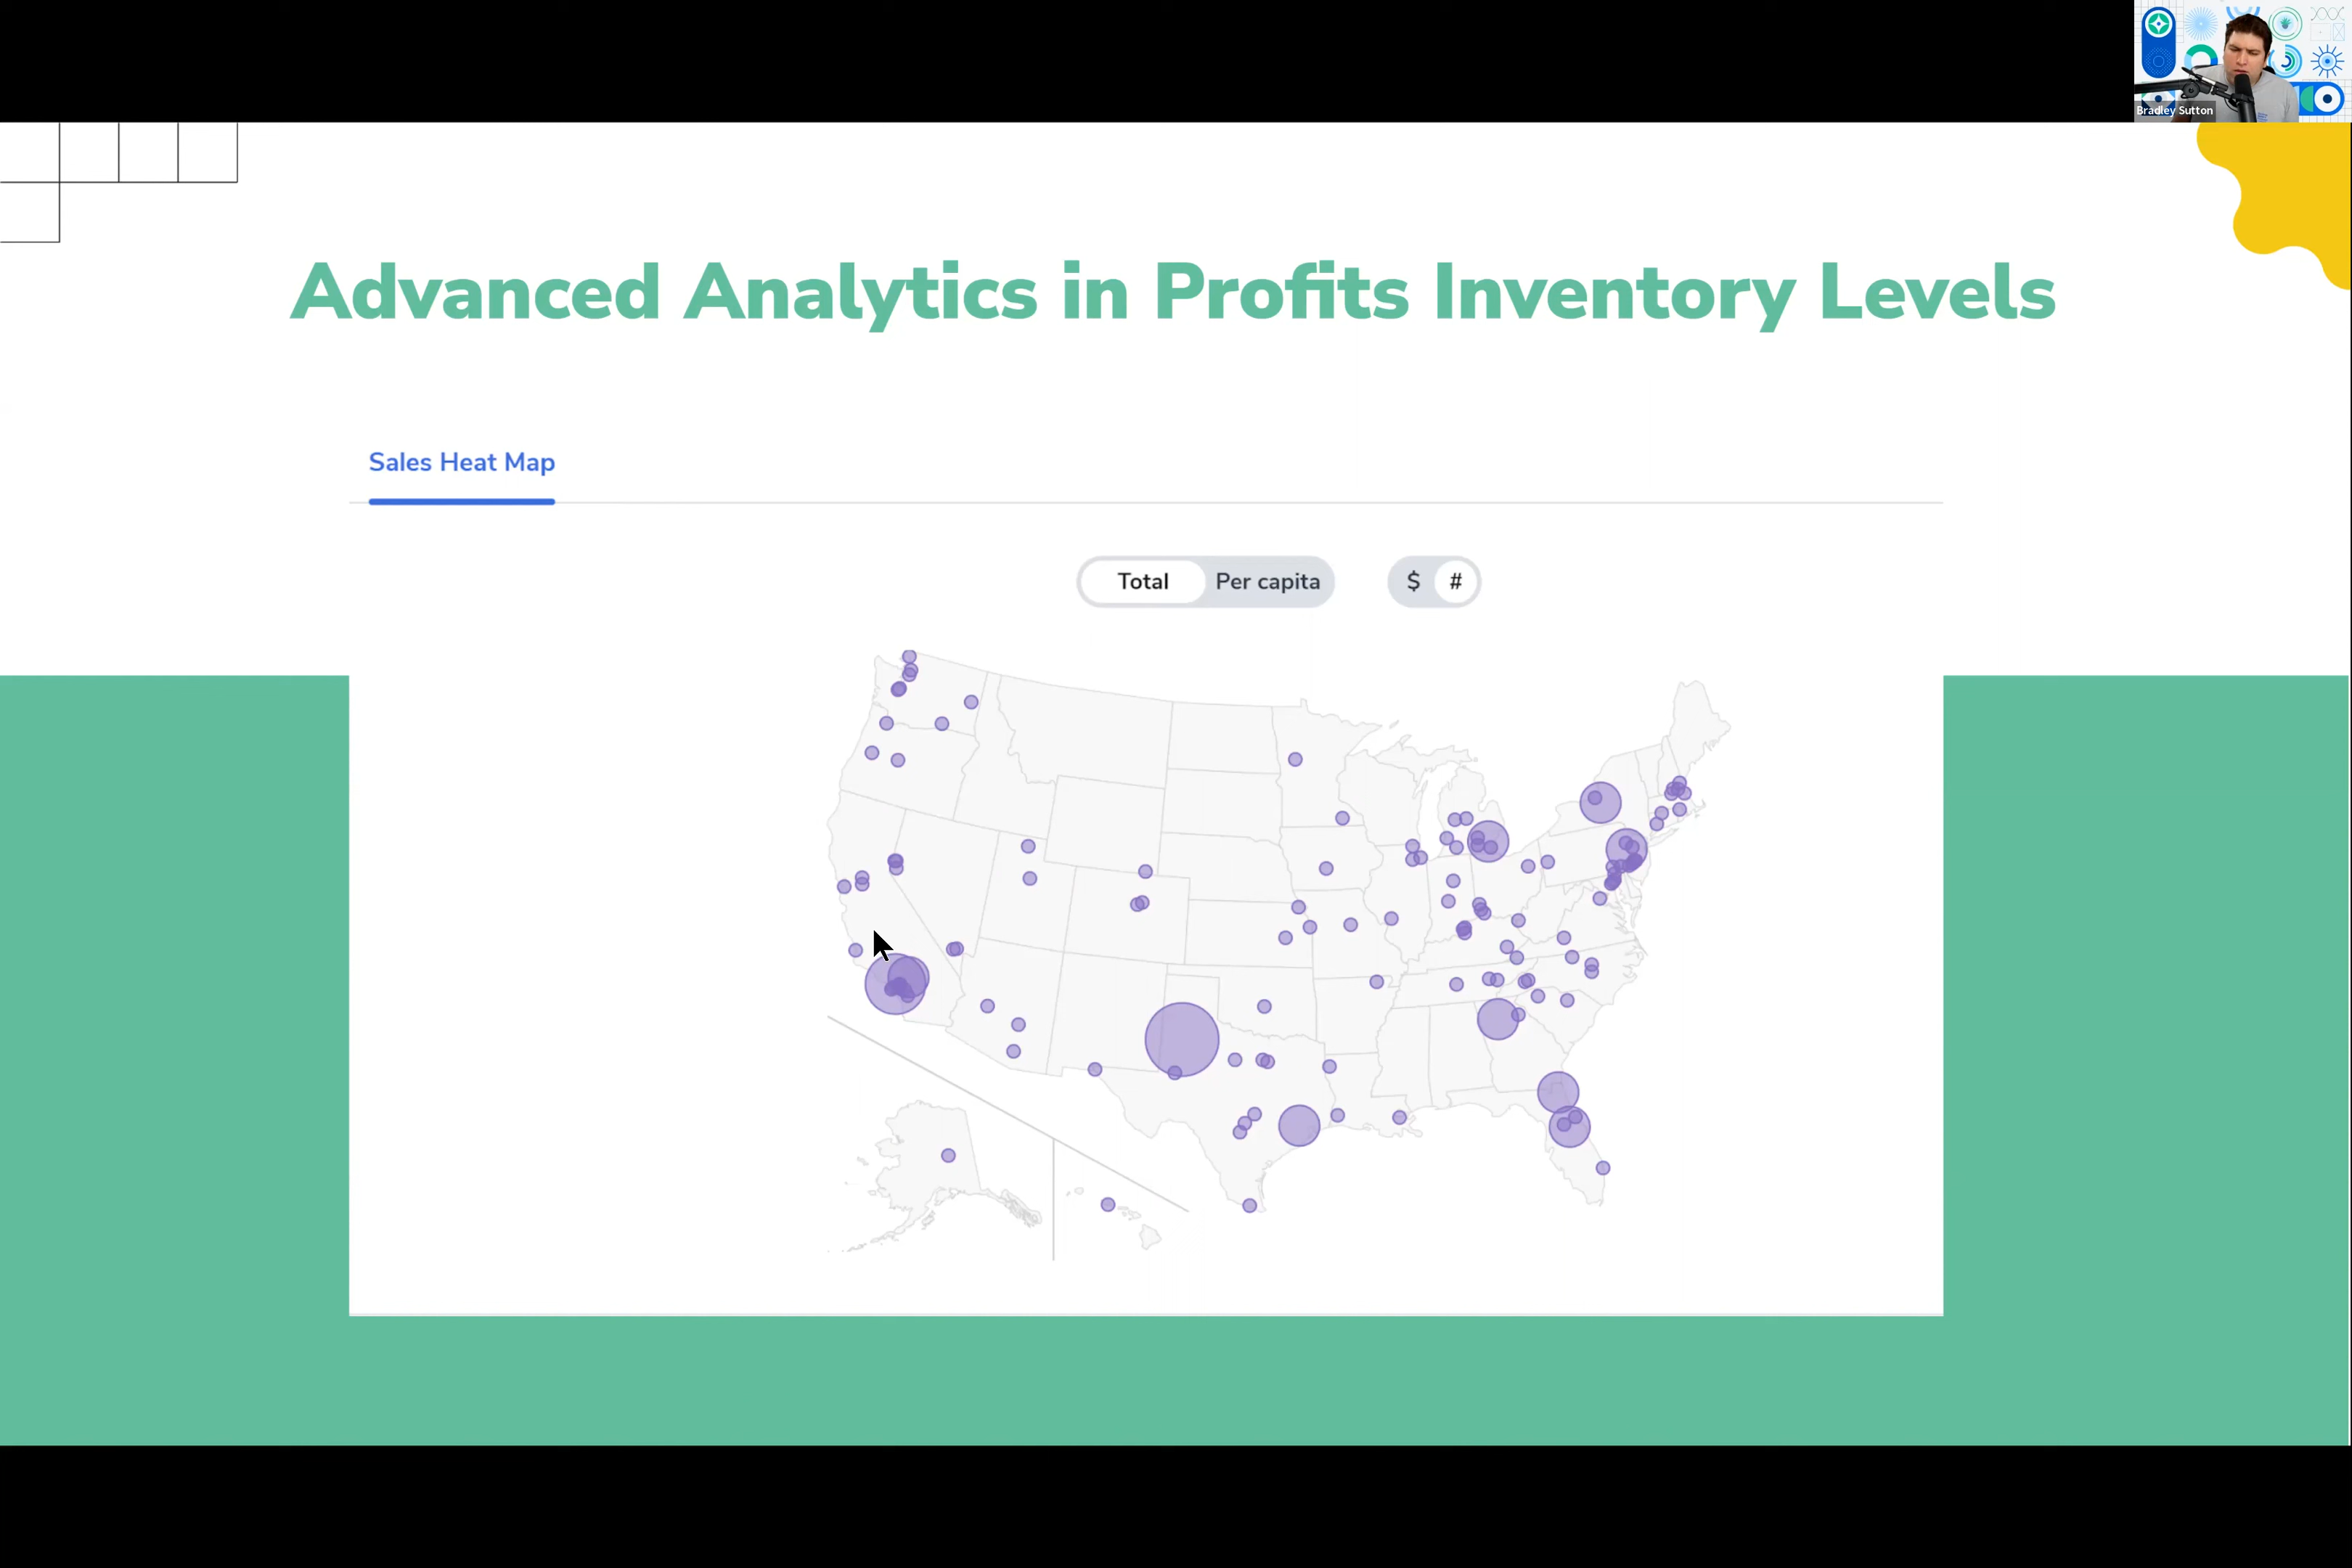 Bradley Sutton
Advanced Analytics in Profits Inventory Levels
Sales Heat Map
Total Per capita $ #